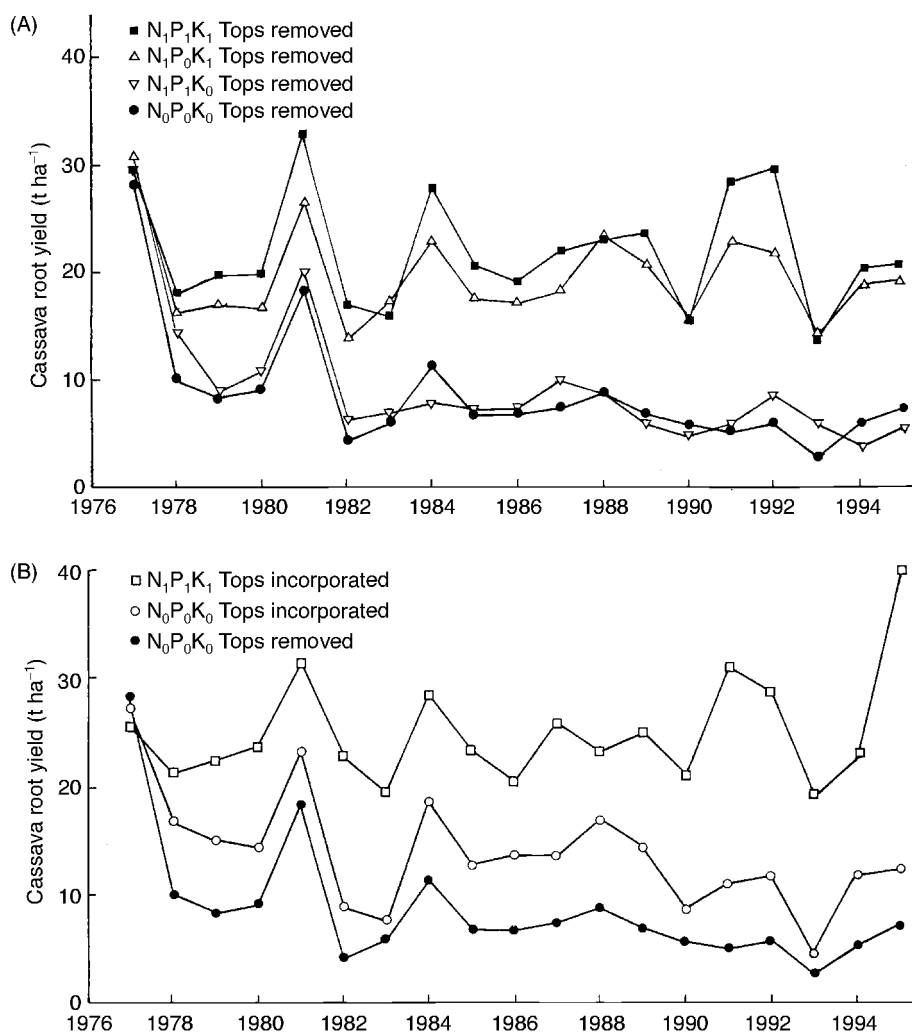 (A)
N₁P₁K₁ Tops removed
N₁P₀K₁ Tops removed
N₁P₁K₀ Tops removed
N₀P₀K₀ Tops removed
Cassava root yield (t ha⁻¹)
40
30
20
10
0
1976 1978 1980 1982 1984 1986 1988 1990 1992 1994
(B)
N₁P₁K₁ Tops incorporated
N₀P₀K₀ Tops incorporated
N₀P₀K₀ Tops removed
Cassava root yield (t ha⁻¹)
40
30
20
10
0
1976 1978 1980 1982 1984 1986 1988 1990 1992 1994